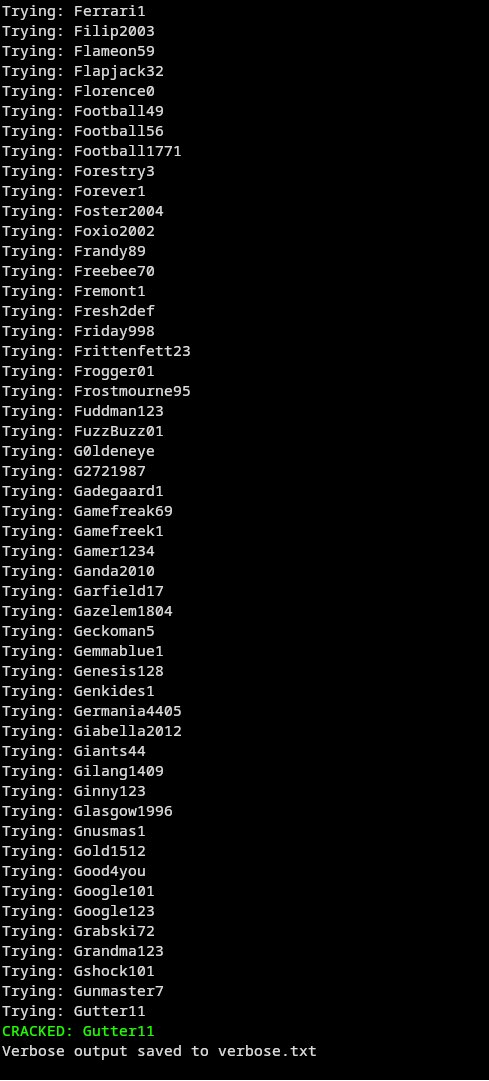 Trying: Ferrari1
Trying: Filip2003
Trying: Flameon59
Trying: Flapjack32
Trying: Florence0
Trying: Football49
Trying: Football56
Trying: Football1771
Trying: Forestry3
Trying: Forever1
Trying: Foster2004
Trying: Foxio2002
Trying: Frandy89
Trying: Freebee70
Trying: Fremont1
Trying: Fresh2def
Trying: Friday998
Trying: Frittenfett23
Trying: Frogger01
Trying: Frostmourne95
Trying: Fuddman123
Trying: FuzzBuzz01
Trying: G0ldeneye
Trying: G2721987
Trying: Gadegaard1
Trying: Gamefreak69
Trying: Gamefreek1
Trying: Gamer1234
Trying: Ganda2010
Trying: Garfield17
Trying: Gazelem1804
Trying: Geckoman5
Trying: Gemmablue1
Trying: Genesis128
Trying: Genkides1
Trying: Germania4405
Trying: Giabella2012
Trying: Giants44
Trying: Gilang1409
Trying: Ginny123
Trying: Glasgow1996
Trying: Gnusmas1
Trying: Gold1512
Trying: Good4you
Trying: Google101
Trying: Google123
Trying: Grabski72
Trying: Grandma123
Trying: Gshock101
Trying: Gunmaster7
Trying: Gutter11
CRACKED: Gutter11
Verbose output saved to verbose.txt